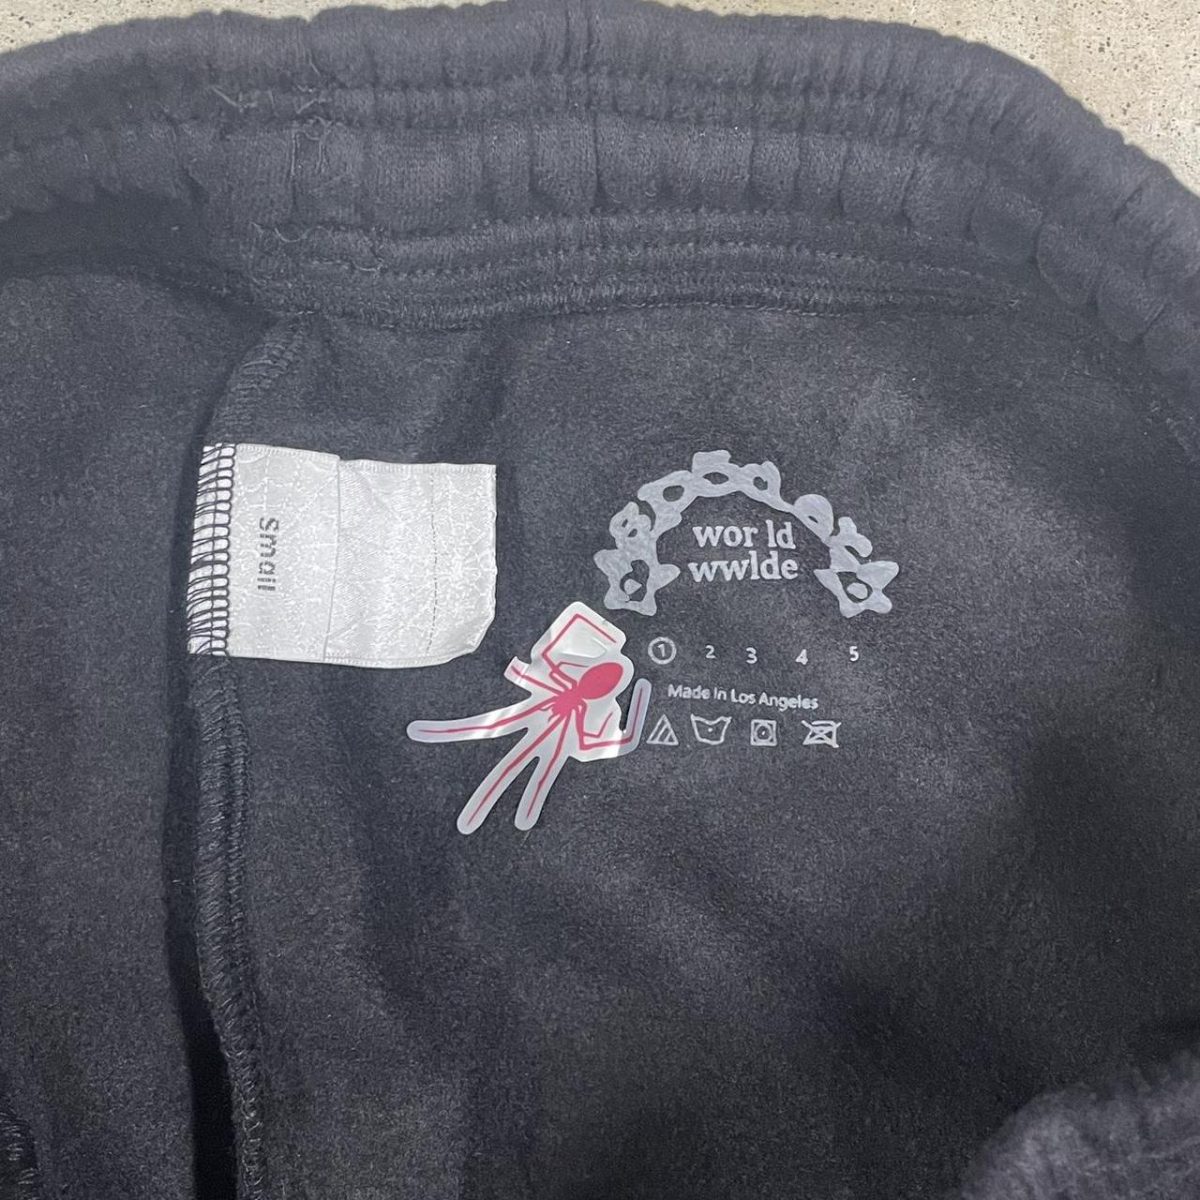 Small
wor ld
wwlde
1 2 3 4 5
Made in Los Angeles